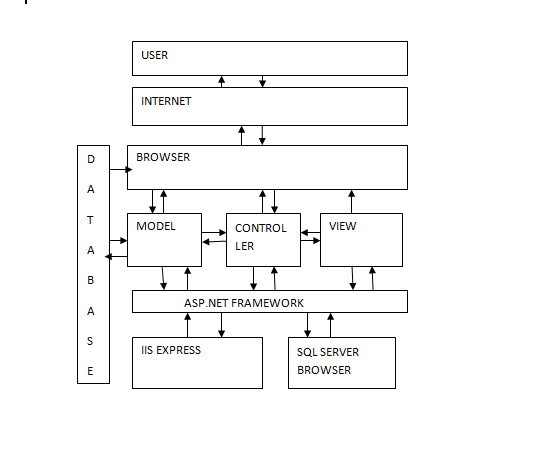 USER
INTERNET
BROWSER
D
A
T
A
B
A
S
E
MODEL
CONTROL
LER
VIEW
ASP.NET FRAMEWORK
IIS EXPRESS
SQL SERVER
BROWSER